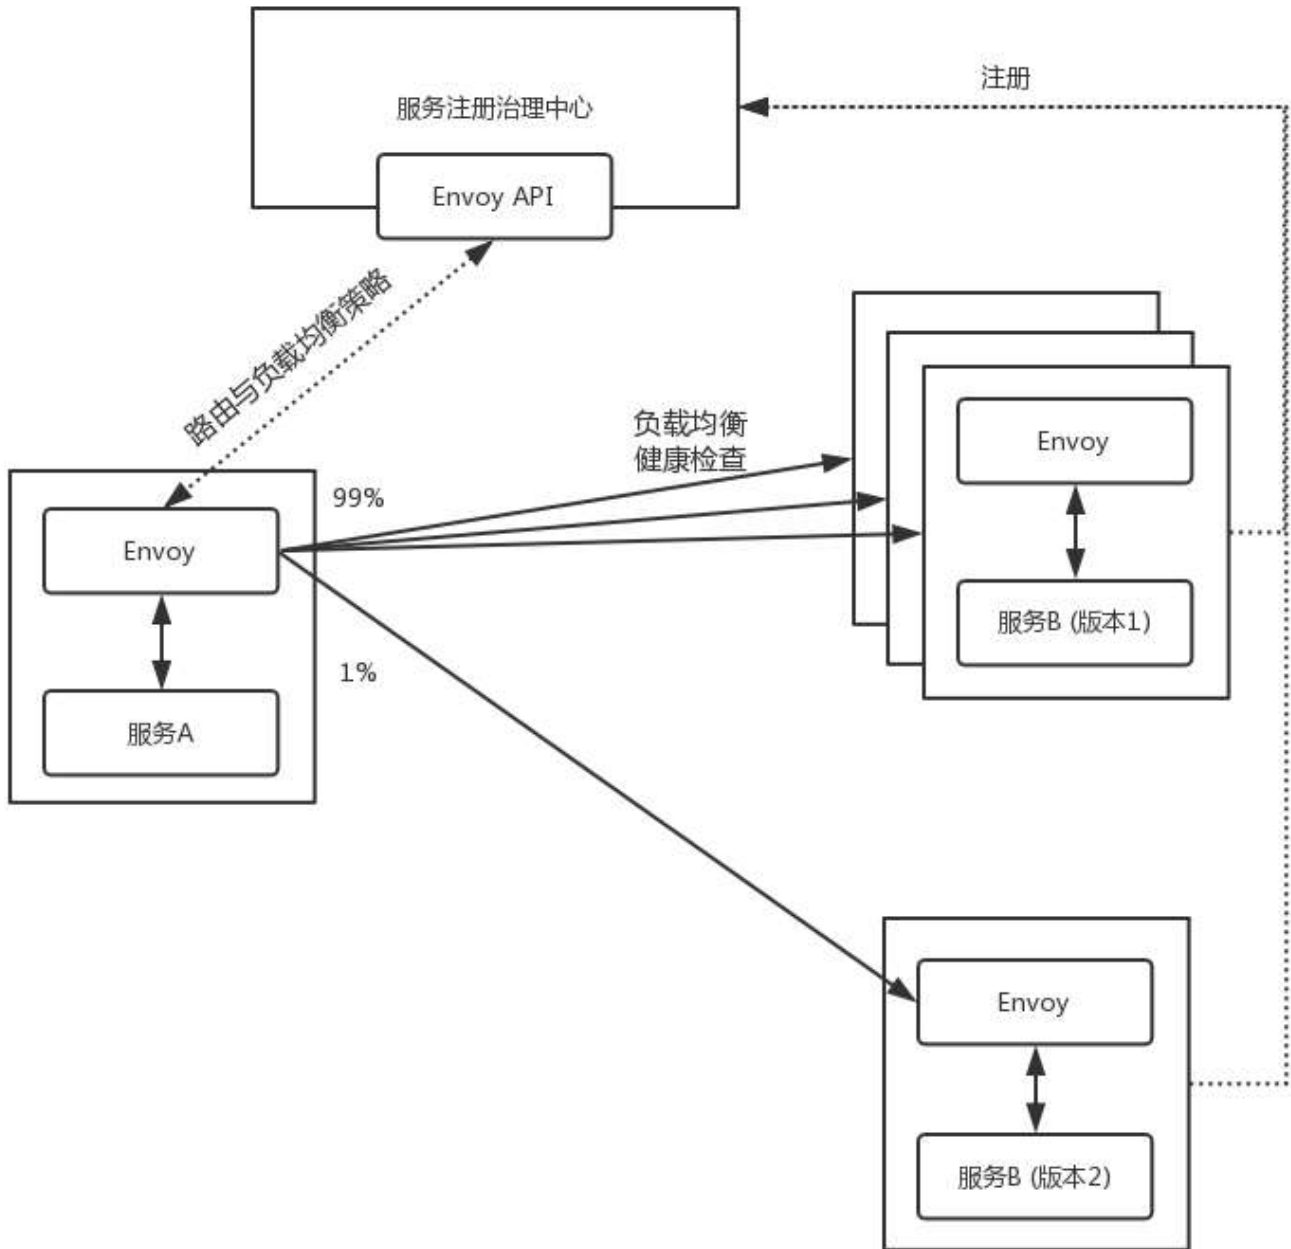 注册
服务注册治理中心
Envoy API
路由与负载均衡策略
负载均衡
健康检查
99%
Envoy
Envoy
服务B (版本1)
1%
服务A
Envoy
服务B (版本2)